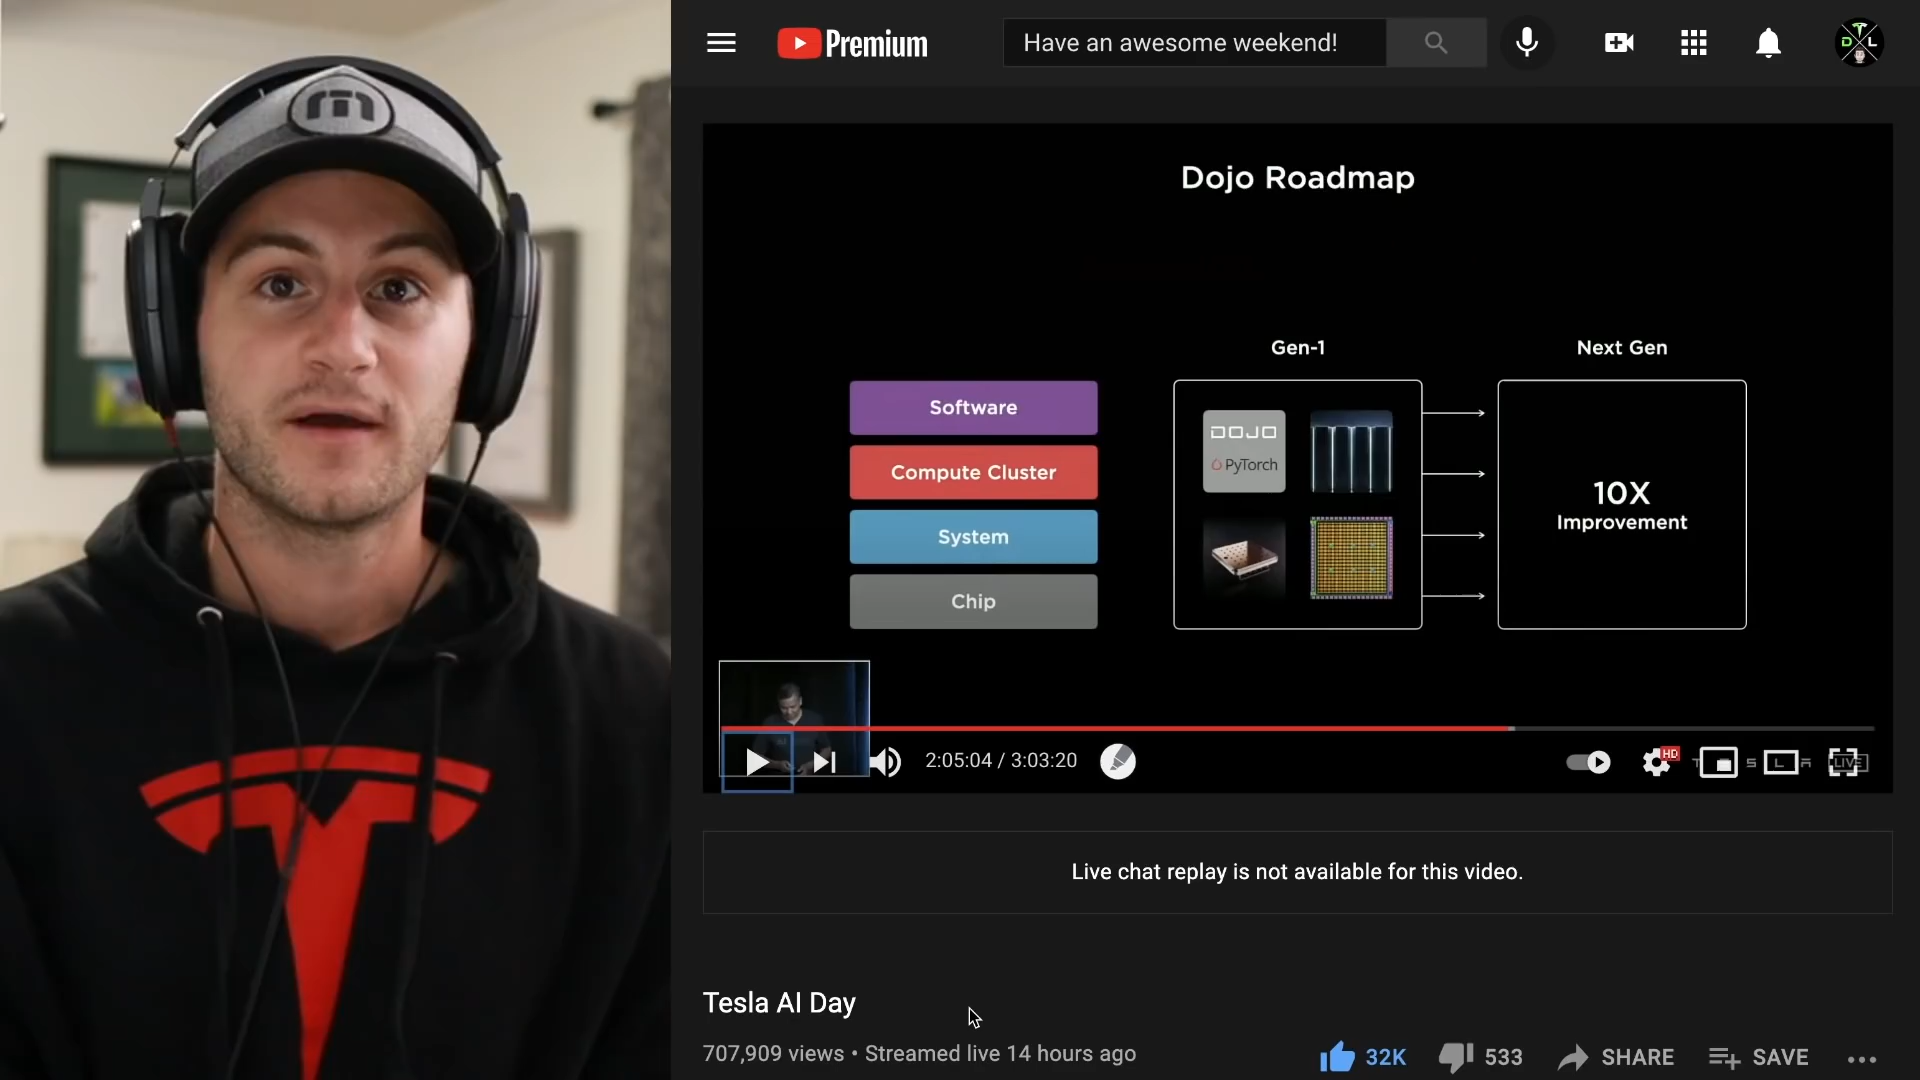 Premium
Have an awesome weekend!
D L
Dojo Roadmap
Gen-1
Next Gen
Software
Compute Cluster
System
Chip
DOJO
PyTorch
10X
Improvement
2:05:04 / 3:03:20
HD
T S L A
LIVE
Live chat replay is not available for this video.
Tesla AI Day
707,909 views • Streamed live 14 hours ago
32K
533
SHARE
SAVE